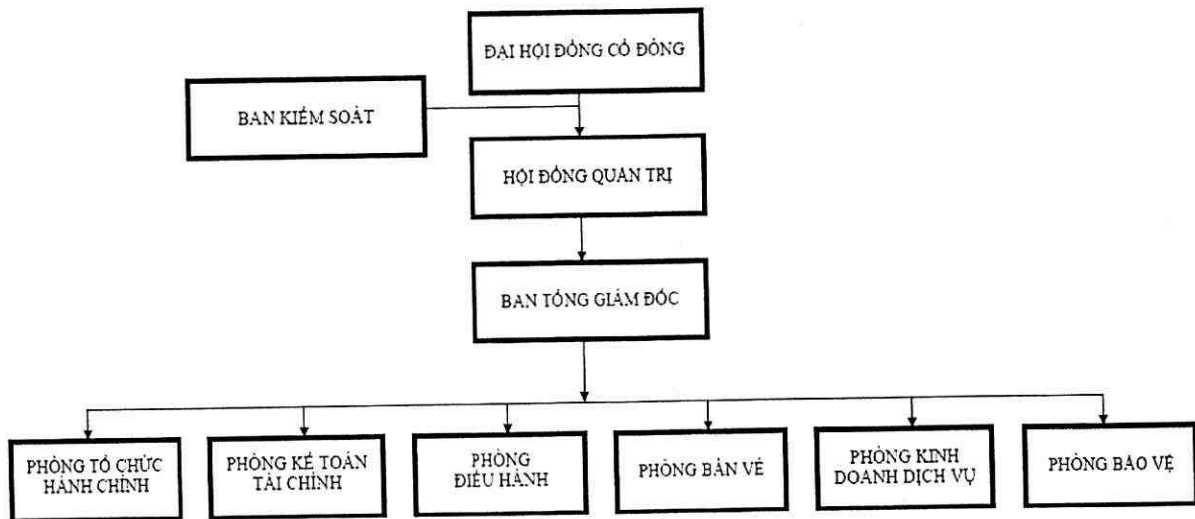 ĐẠI HỘI ĐỒNG CỔ ĐÔNG
BAN KIỂM SOÁT
HỘI ĐỒNG QUẢN TRỊ
BAN TỔNG GIÁM ĐỐC
PHÒNG TỔ CHỨC
HÀNH CHÍNH
PHÒNG KẾ TOÁN
TÀI CHÍNH
PHÒNG
ĐIỀU HÀNH
PHÒNG BÁN VÉ
PHÒNG KINH
DOANH DỊCH VỤ
PHÒNG BẢO VỆ